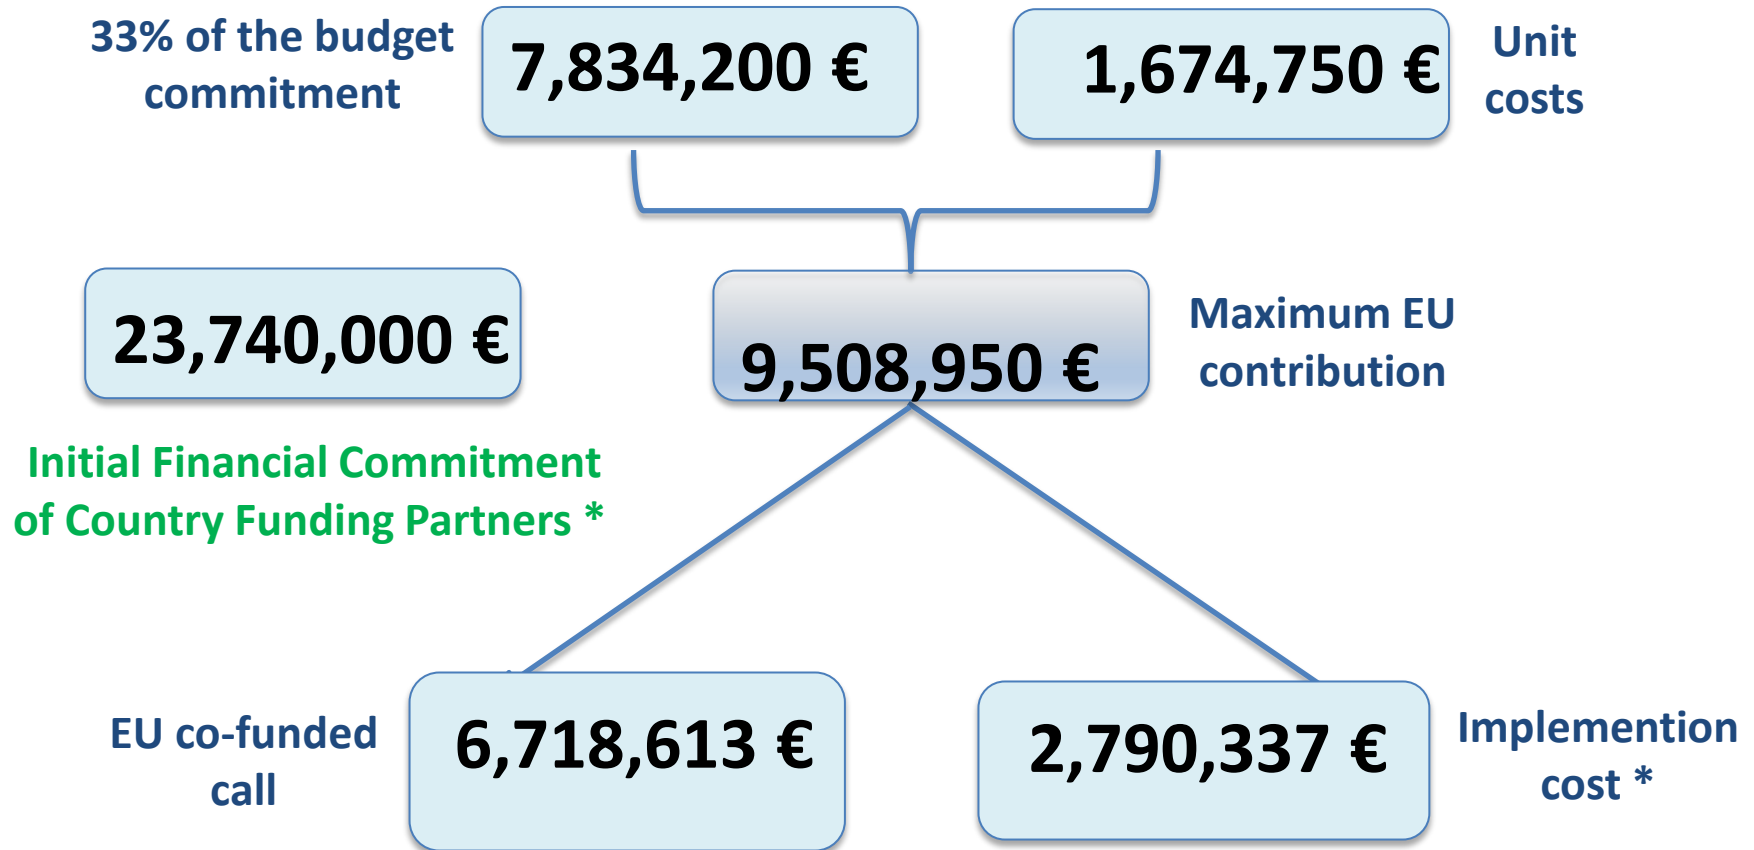 33% of the budget
commitment
7,834,200 €
1,674,750 €
Unit
costs
23,740,000 €
9,508,950 €
Maximum EU
contribution
Initial Financial Commitment
of Country Funding Partners *
EU co-funded
call
6,718,613 €
2,790,337 €
Implemention
cost *